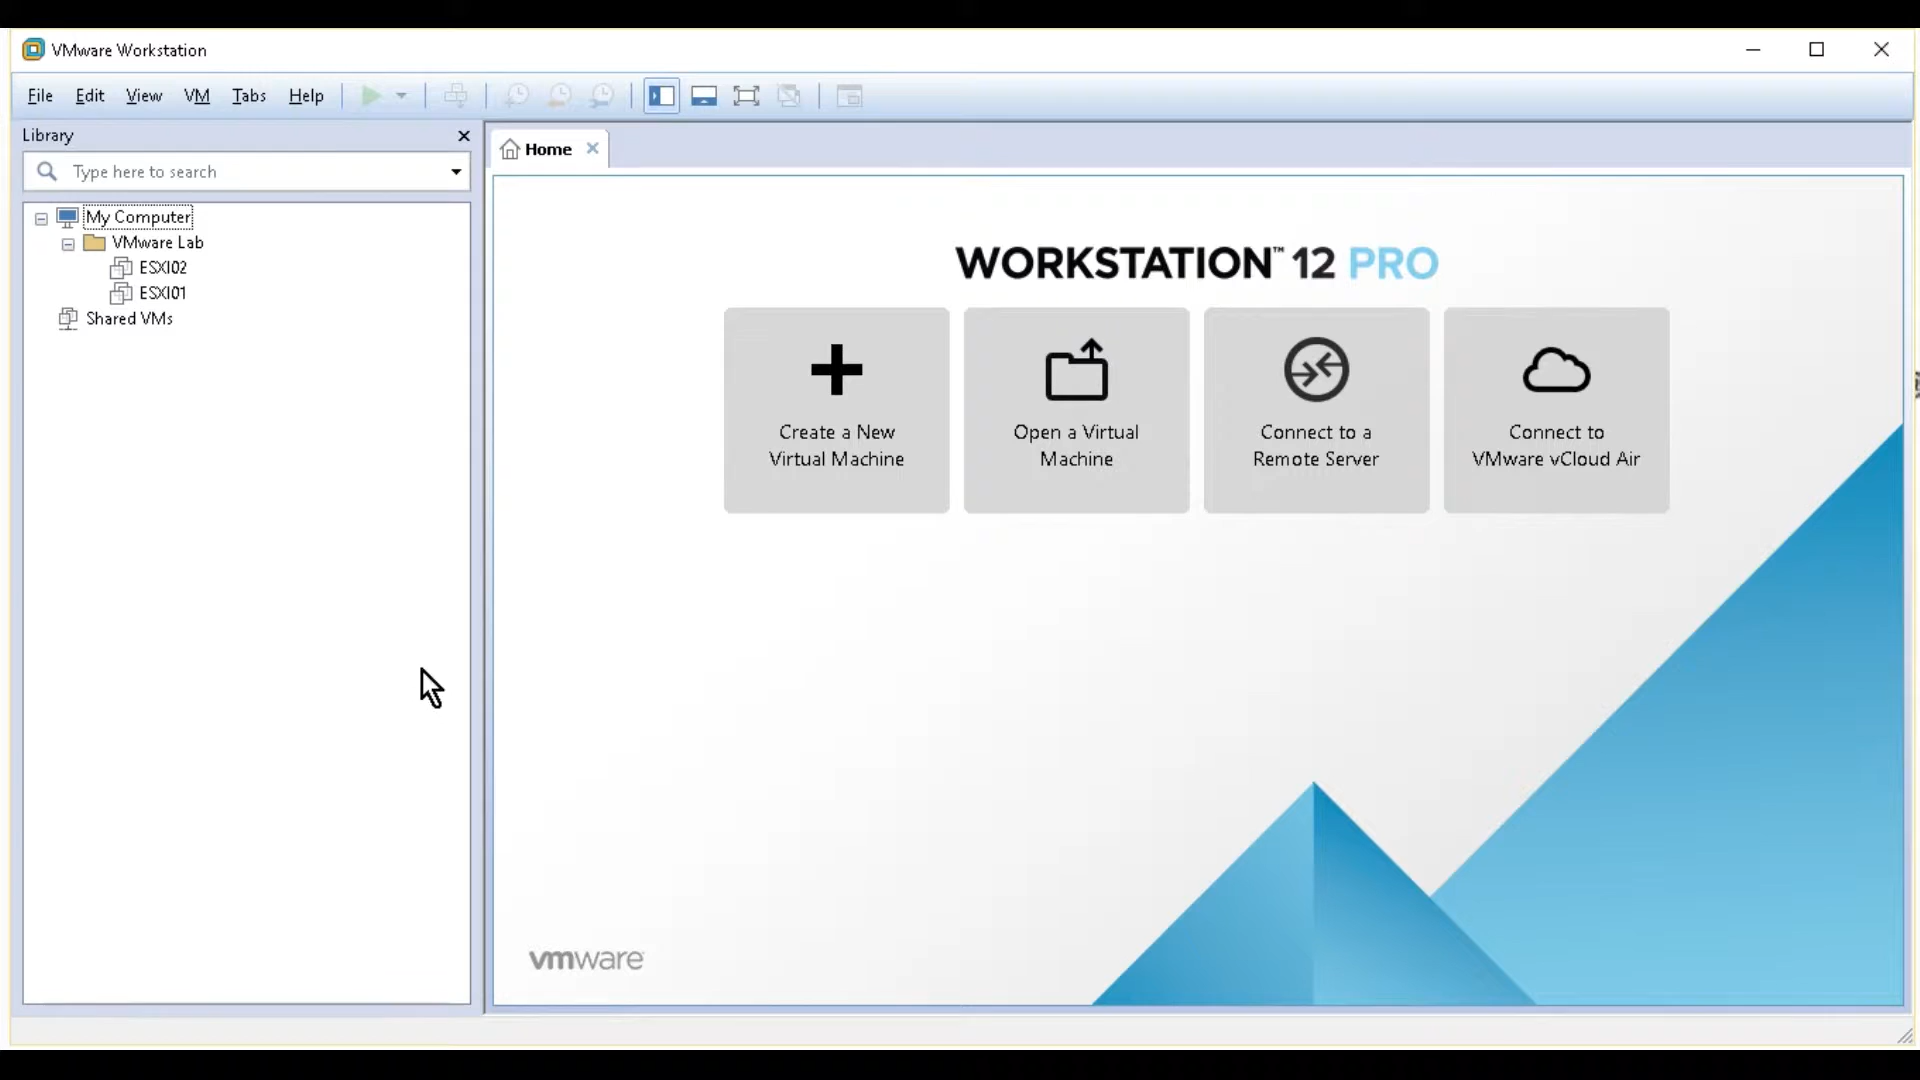 VMware Workstation
File Edit View VM Tabs Help
Library
Type here to search
My Computer
VMware Lab
ESXI02
ESXI01
Shared VMs
Home
WORKSTATION™ 12 PRO
Create a New
Virtual Machine
Open a Virtual
Machine
Connect to a
Remote Server
Connect to
VMware vCloud Air
vmware